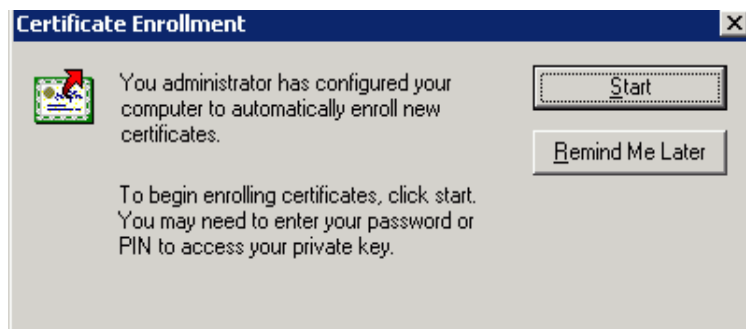 Certificate Enrollment
You administrator has configured your
computer to automatically enroll new
certificates.
To begin enrolling certificates, click start.
You may need to enter your password or
PIN to access your private key.
Start
Remind Me Later